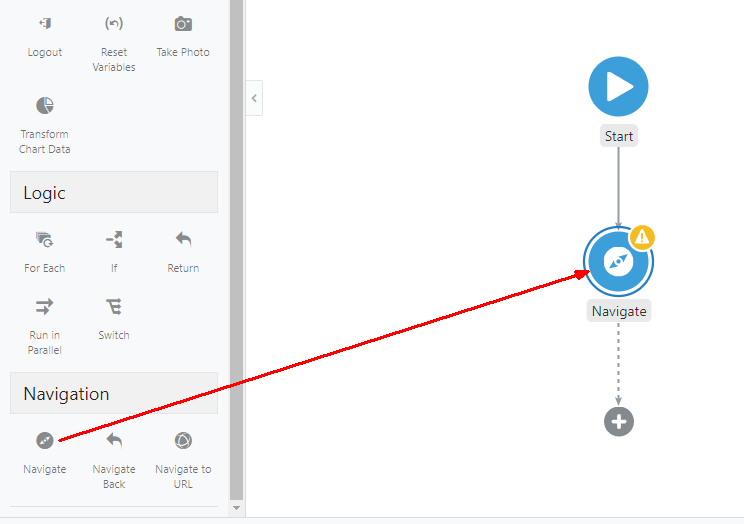 Logout
Reset
Variables
Take Photo
Transform
Chart Data
Logic
For Each
If
Return
Run in
Parallel
Switch
Navigation
Navigate
Navigate
Back
Navigate to
URL
Start
Navigate